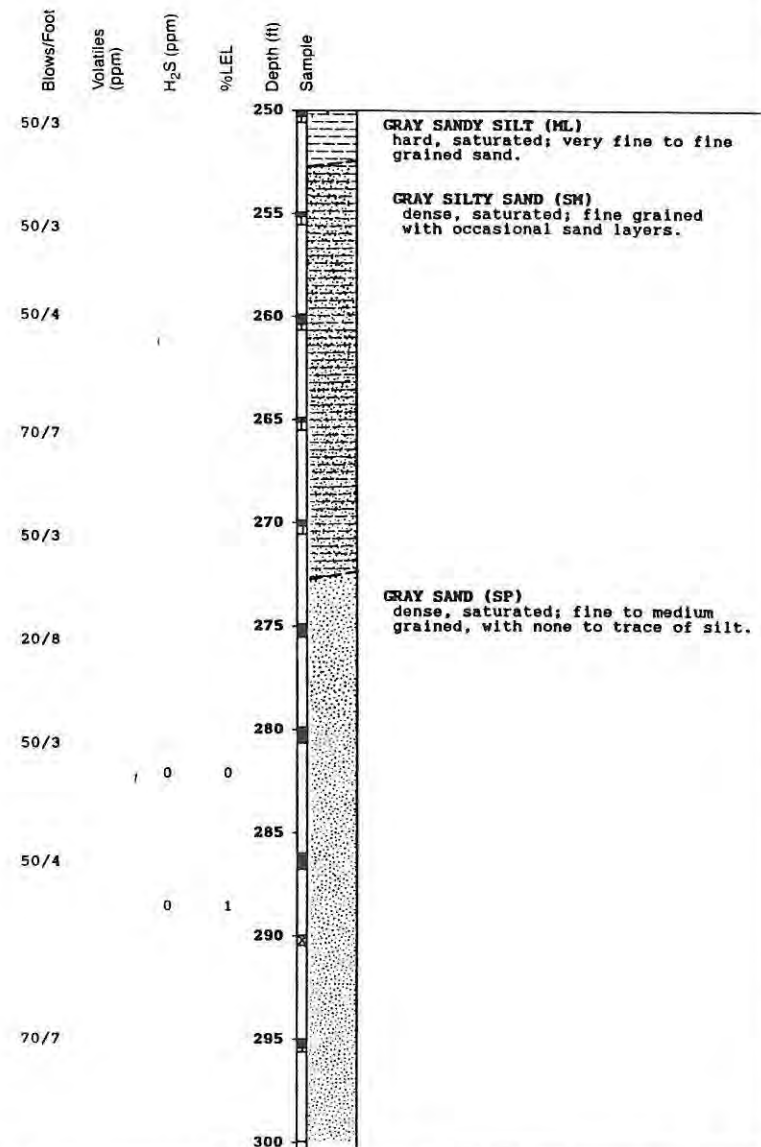 Blows/Foot
Volatiles
(ppm)
H₂S (ppm)
%LEL
Depth (ft)
Sample
250
50/3
GRAY SANDY SILT (ML)
hard, saturated; very fine to fine
grained sand.
GRAY SILTY SAND (SM)
dense, saturated; fine grained
with occasional sand layers.
255
50/3
260
50/4
265
70/7
270
50/3
GRAY SAND (SP)
dense, saturated; fine to medium
grained, with none to trace of silt.
275
20/8
280
50/3
0 0
285
50/4
0 1
290
295
70/7
300